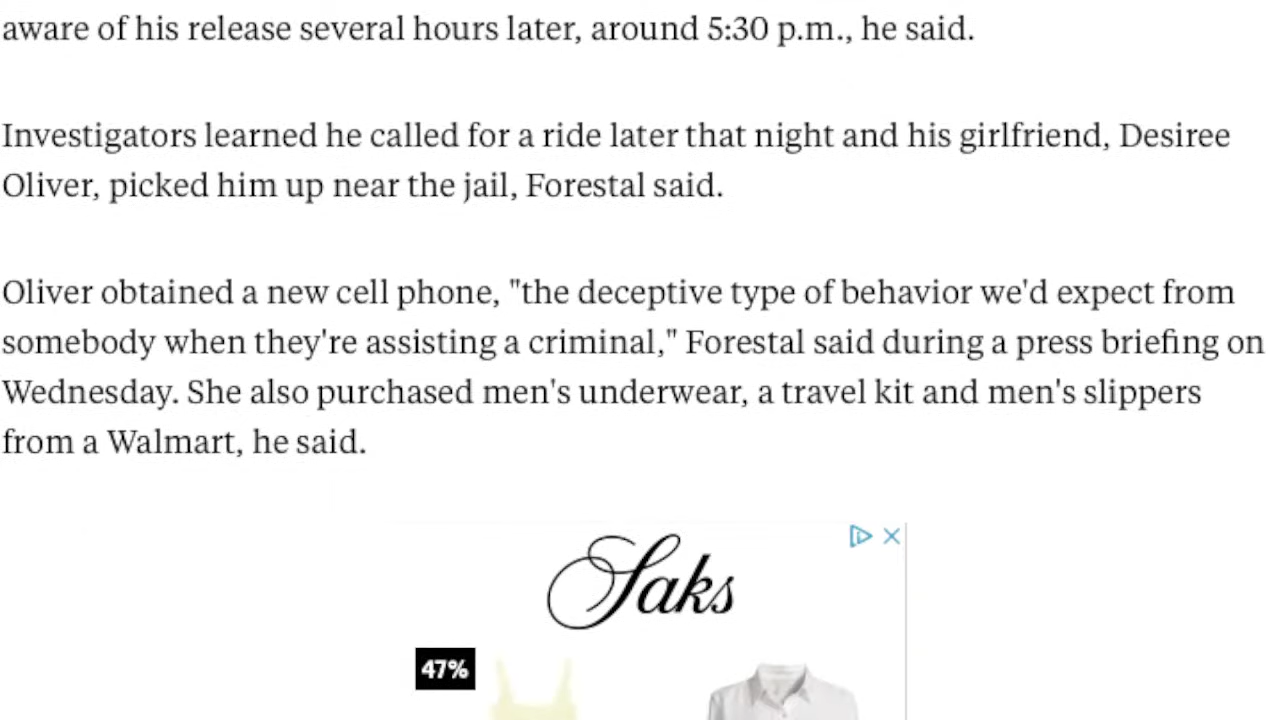 aware of his release several hours later, around 5:30 p.m., he said.
Investigators learned he called for a ride later that night and his girlfriend, Desiree
Oliver, picked him up near the jail, Forestal said.
Oliver obtained a new cell phone, "the deceptive type of behavior we'd expect from
somebody when they're assisting a criminal," Forestal said during a press briefing on
Wednesday. She also purchased men's underwear, a travel kit and men's slippers
from a Walmart, he said.
Saks
47%